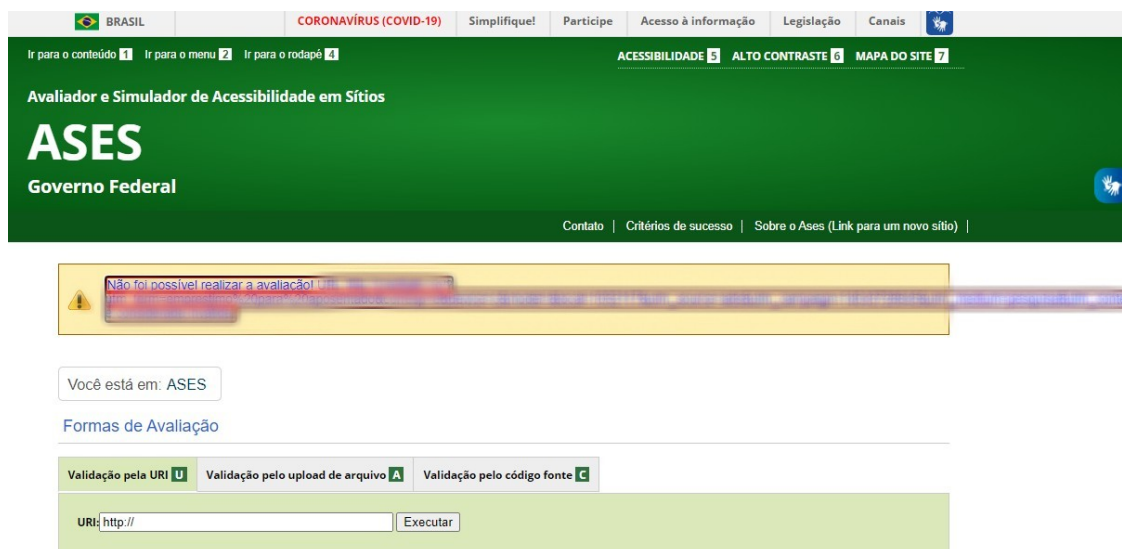 BRASIL CORONAVÍRUS (COVID-19) Simplifique! Participe Acesso à informação Legislação Canais
Ir para o conteúdo 1 Ir para o menu 2 Ir para o rodapé 4 ACESSIBILIDADE 5 ALTO CONTRASTE 6 MAPA DO SITE 7
Avaliador e Simulador de Acessibilidade em Sítios
ASES
Governo Federal
Contato | Critérios de sucesso | Sobre o Ases (Link para um novo sítio) |
Não foi possível realizar a avaliação!
Você está em: ASES
Formas de Avaliação
Validação pela URI U Validação pelo upload de arquivo A Validação pelo código fonte C
URI: http:// Executar